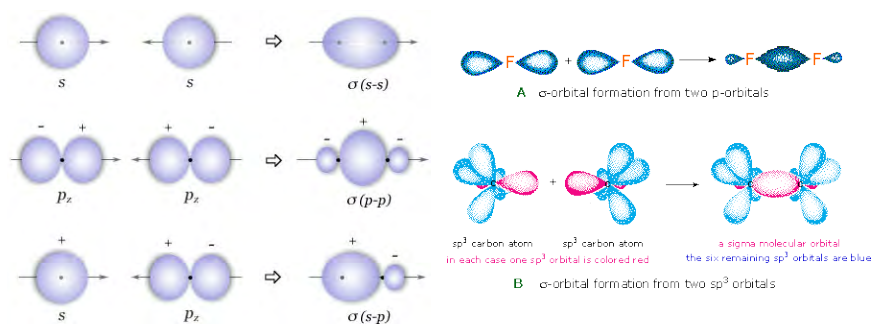 s s σ(s-s)
- + + - - + -
p_z p_z σ(p-p)
+ + - + -
s p_z σ(s-p)
F + F F F
A σ-orbital formation from two p-orbitals
+
sp³ carbon atom sp³ carbon atom a sigma molecular orbital
in each case one sp³ orbital is colored red the six remaining sp³ orbitals are blue
B σ-orbital formation from two sp³ orbitals